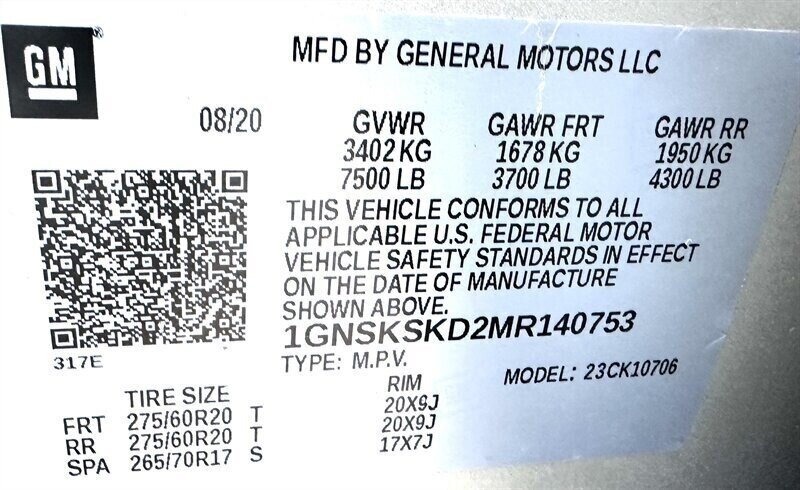 GM
MFD BY GENERAL MOTORS LLC
08/20
GVWR GAWR FRT GAWR RR
3402 KG 1678 KG 1950 KG
7500 LB 3700 LB 4300 LB
THIS VEHICLE CONFORMS TO ALL
APPLICABLE U.S. FEDERAL MOTOR
VEHICLE SAFETY STANDARDS IN EFFECT
ON THE DATE OF MANUFACTURE
SHOWN ABOVE.
1GNSKSKD2MR140753
317E
TYPE: M.P.V. MODEL: 23CK10706
TIRE SIZE RIM
FRT 275/60R20 T 20X9J
RR 275/60R20 T 20X9J
SPA 265/70R17 S 17X7J